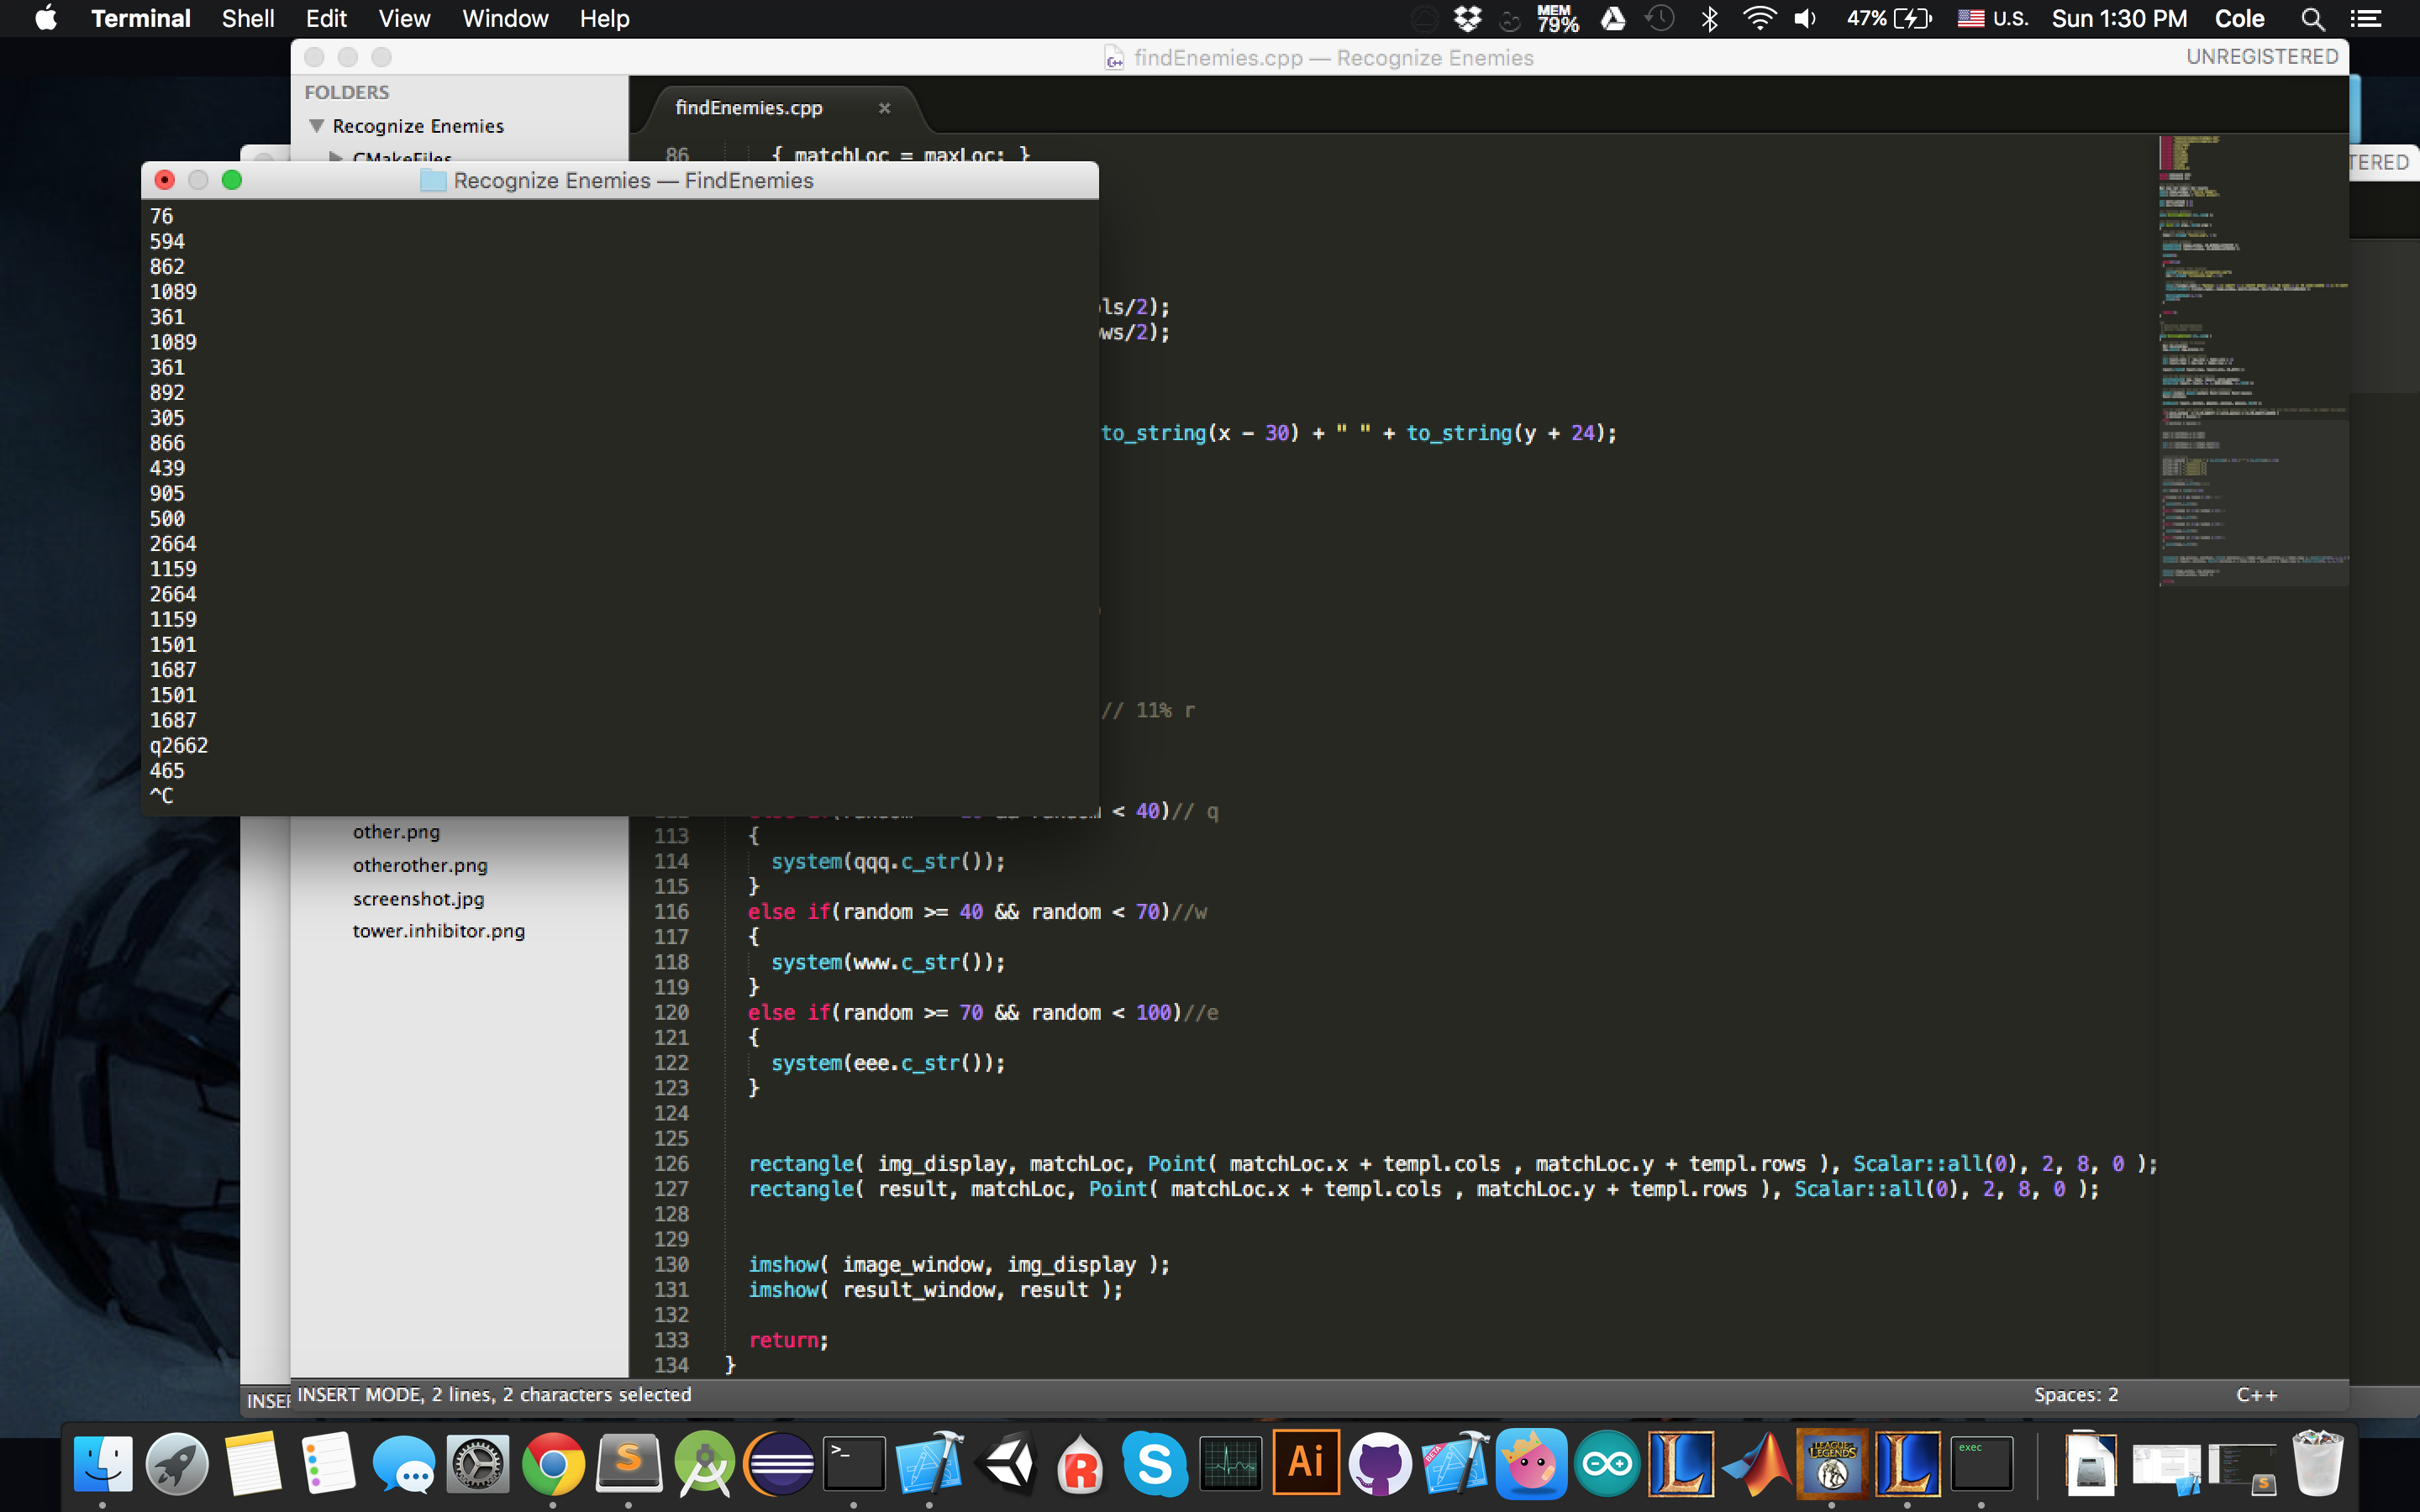 Terminal Shell Edit View Window Help MEM 79% 47% U.S. Sun 1:30 PM Cole
findEnemies.cpp — Recognize Enemies UNREGISTERED
FOLDERS
Recognize Enemies
CMakeFiles
findEnemies.cpp
TERED
86 { matchLoc = maxLoc; }
Recognize Enemies — FindEnemies
76
594
862
1089
361
1089
361
892
305
866
439
905
500
2664
1159
2664
1159
1501
1687
1501
1687
q2662
465
^C
ls/2);
ws/2);
to_string(x - 30) + " " + to_string(y + 24);
// 11% r
< 40)// q
other.png
otherother.png
screenshot.jpg
tower.inhibitor.png
113 {
114 system(qqq.c_str());
115 }
116 else if(random >= 40 && random < 70)//w
117 {
118 system(www.c_str());
119 }
120 else if(random >= 70 && random < 100)//e
121 {
122 system(eee.c_str());
123 }
124
125
126 rectangle( img_display, matchLoc, Point( matchLoc.x + templ.cols , matchLoc.y + templ.rows ), Scalar::all(0), 2, 8, 0 );
127 rectangle( result, matchLoc, Point( matchLoc.x + templ.cols , matchLoc.y + templ.rows ), Scalar::all(0), 2, 8, 0 );
128
129
130 imshow( image_window, img_display );
131 imshow( result_window, result );
132
133 return;
134 }
INSER
INSERT MODE, 2 lines, 2 characters selected Spaces: 2 C++
>_
S
R
S
Ai
BETA
L
LEAGUE of LEGENDS
L
exec